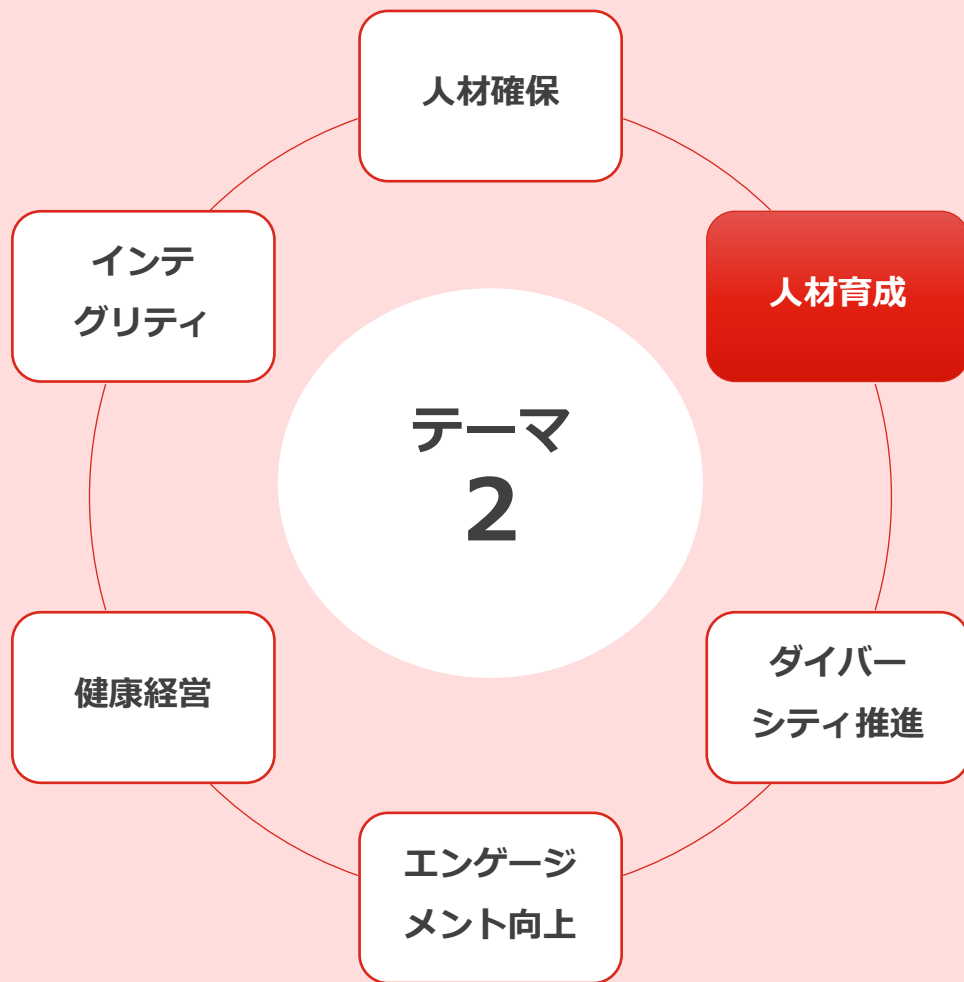 人材確保
人材育成
ダイバー
シティ推進
エンゲージ
メント向上
健康経営
インテ
グリティ
テーマ
2